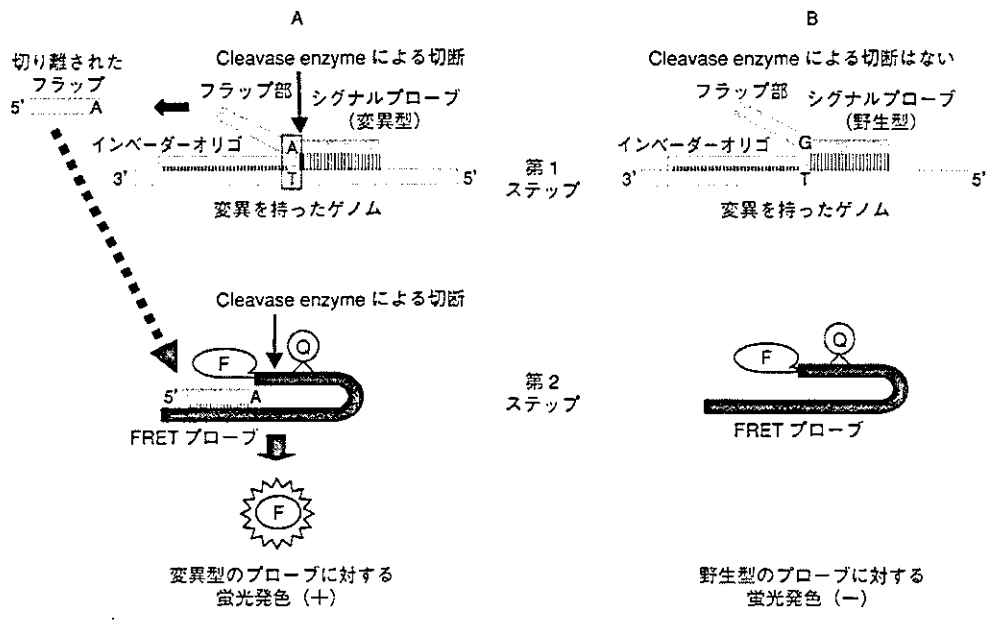 A
Cleavase enzyme による切断
切り離された
フラップ
5' A
フラップ部
シグナルプローブ
(変異型)
インベーダーオリゴ
A
T
3' 5'
変異を持ったゲノム
第1
ステップ
B
Cleavase enzyme による切断はない
フラップ部
シグナルプローブ
(野生型)
インベーダーオリゴ
G
T
3' 5'
変異を持ったゲノム
Cleavase enzyme による切断
F
Q
5' A
FRET プローブ
F
変異型のプローブに対する
蛍光発色 (+)
第2
ステップ
F
Q
FRET プローブ
野生型のプローブに対する
蛍光発色 (−)